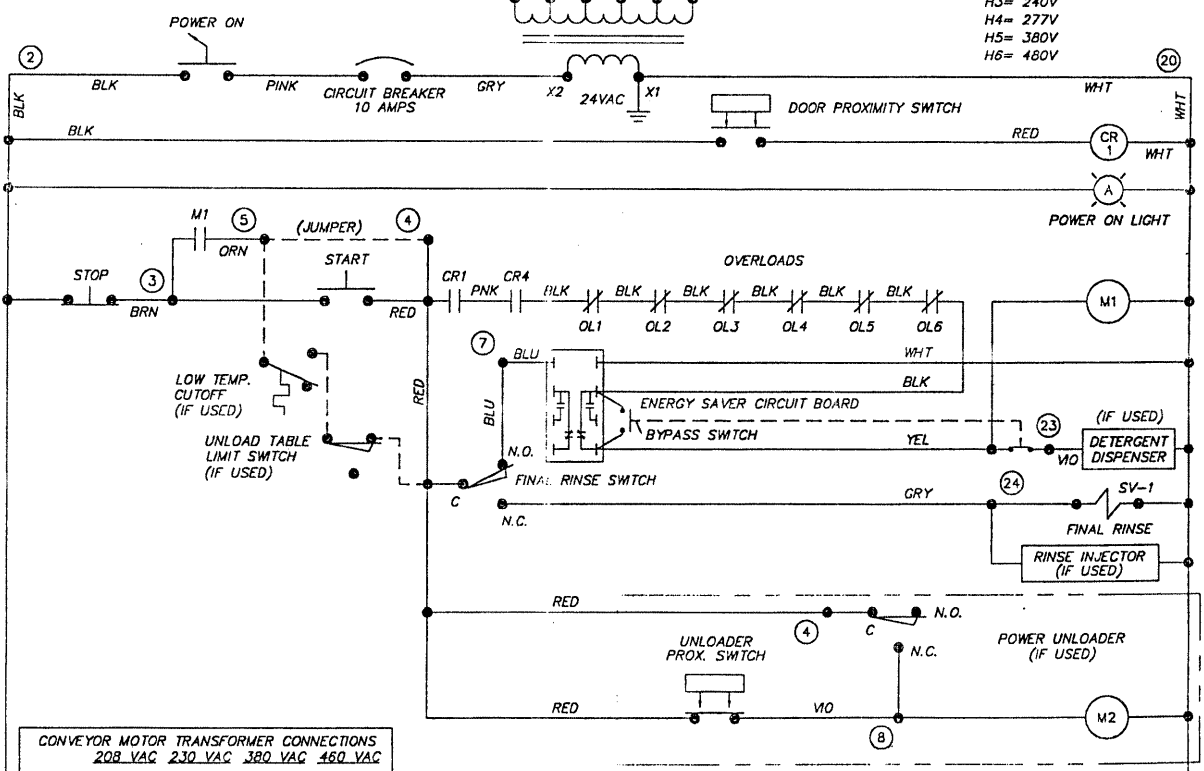 H3= 240V
H4= 277V
H5= 380V
H6= 480V
POWER ON
2
20
BLK
PINK
CIRCUIT BREAKER
10 AMPS
GRY
X2
24VAC
X1
WHT
BLK
WHT
DOOR PROXIMITY SWITCH
BLK
RED
CR
1
WHT
A
POWER ON LIGHT
M1
5
(JUMPER)
4
ORN
STOP
3
START
OVERLOADS
BRN
RED
CR1
PNK
CR4
BLK
BLK
BLK
BLK
BLK
BLK
M1
OL1
OL2
OL3
OL4
OL5
OL6
7
BLU
WHT
LOW TEMP.
CUTOFF
(IF USED)
RED
BLU
BLK
ENERGY SAVER CIRCUIT BOARD
BYPASS SWITCH
(IF USED)
23
YEL
VIO
DETERGENT
DISPENSER
UNLOAD TABLE
LIMIT SWITCH
(IF USED)
N.O.
FINAL RINSE SWITCH
C
N.C.
GRY
24
SV-1
FINAL RINSE
RINSE INJECTOR
(IF USED)
RED
4
C
N.O.
N.C.
POWER UNLOADER
(IF USED)
UNLOADER
PROX. SWITCH
RED
VIO
8
M2
CONVEYOR MOTOR TRANSFORMER CONNECTIONS
208 VAC 230 VAC 380 VAC 460 VAC